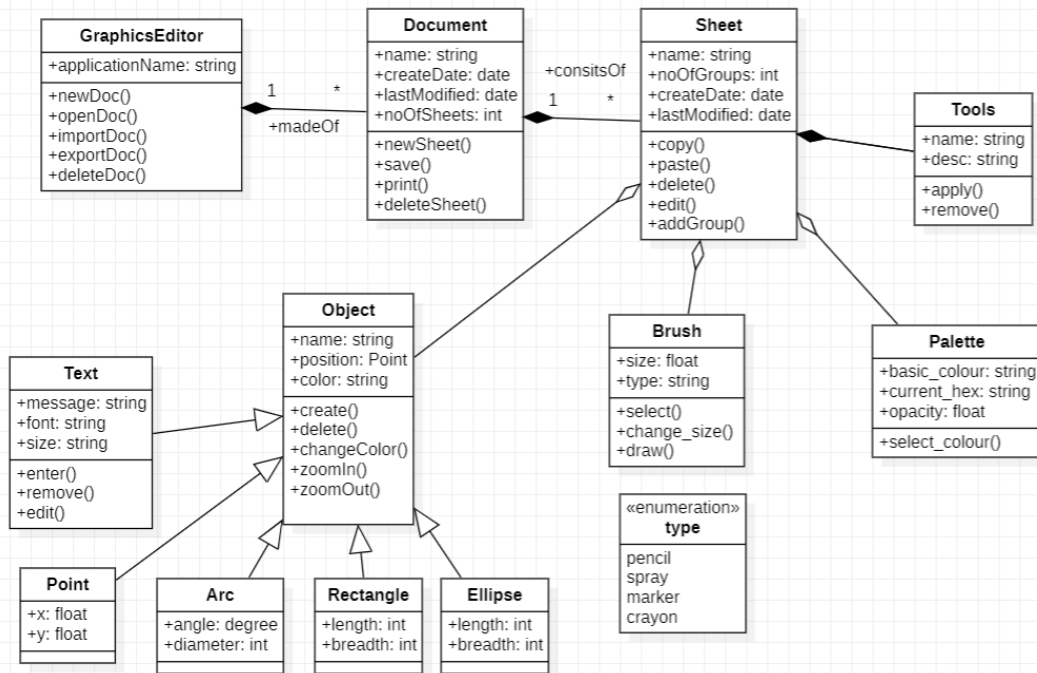 GraphicsEditor
+applicationName: string
+newDoc()
+openDoc()
+importDoc()
+exportDoc()
+deleteDoc()
1
*
+madeOf
Document
+name: string
+createDate: date
+lastModified: date
+noOfSheets: int
+newSheet()
+save()
+print()
+deleteSheet()
+consitsOf
1
*
Sheet
+name: string
+noOfGroups: int
+createDate: date
+lastModified: date
+copy()
+paste()
+delete()
+edit()
+addGroup()
Tools
+name: string
+desc: string
+apply()
+remove()
Object
+name: string
+position: Point
+color: string
+create()
+delete()
+changeColor()
+zoomIn()
+zoomOut()
Brush
+size: float
+type: string
+select()
+change_size()
+draw()
Palette
+basic_colour: string
+current_hex: string
+opacity: float
+select_colour()
Text
+message: string
+font: string
+size: string
+enter()
+remove()
+edit()
«enumeration»
type
pencil
spray
marker
crayon
Point
+x: float
+y: float
Arc
+angle: degree
+diameter: int
Rectangle
+length: int
+breadth: int
Ellipse
+length: int
+breadth: int